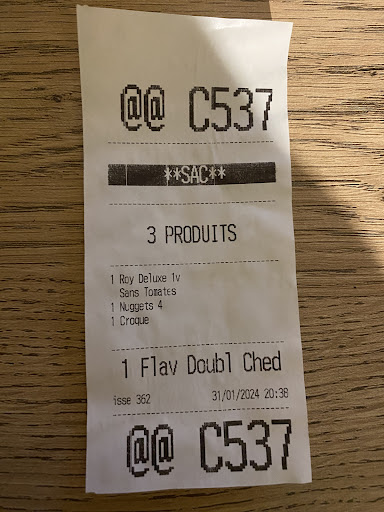 @@ C537
**SAC**
3 PRODUITS
1 Roy Deluxe 1v
Sans Tomates
1 Nuggets 4
1 Croque
1 Flav Doubl Ched
isse 362 31/01/2024 20:38
@@ C537